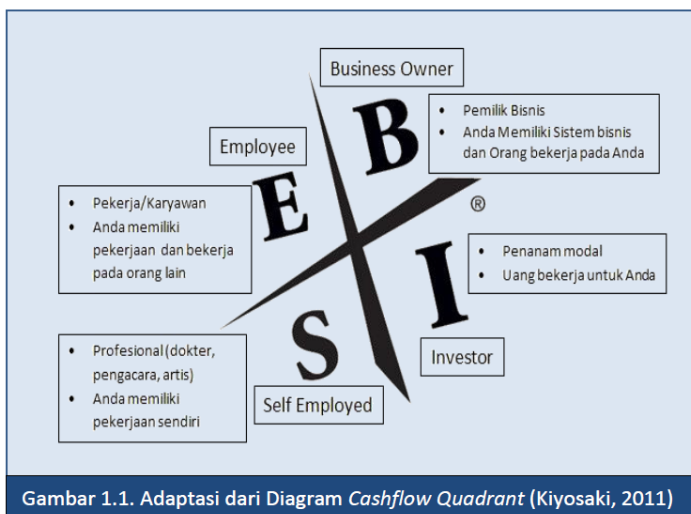 Business Owner
B
• Pemilik Bisnis
• Anda Memiliki Sistem bisnis
dan Orang bekerja pada Anda
Employee
E
• Pekerja/Karyawan
• Anda memiliki
pekerjaan dan bekerja
pada orang lain
®
I
• Penanam modal
• Uang bekerja untuk Anda
Investor
S
• Profesional (dokter,
pengacara, artis)
• Anda memiliki
pekerjaan sendiri
Self Employed
Gambar 1.1. Adaptasi dari Diagram Cashflow Quadrant (Kiyosaki, 2011)